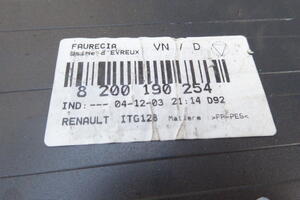 FAURECIA VN / D
Usine d'EVREUX
8 200 190 254
IND: --- 04-12-03 21:14 D92
RENAULT ITG128 Matiere >PP-PE5<